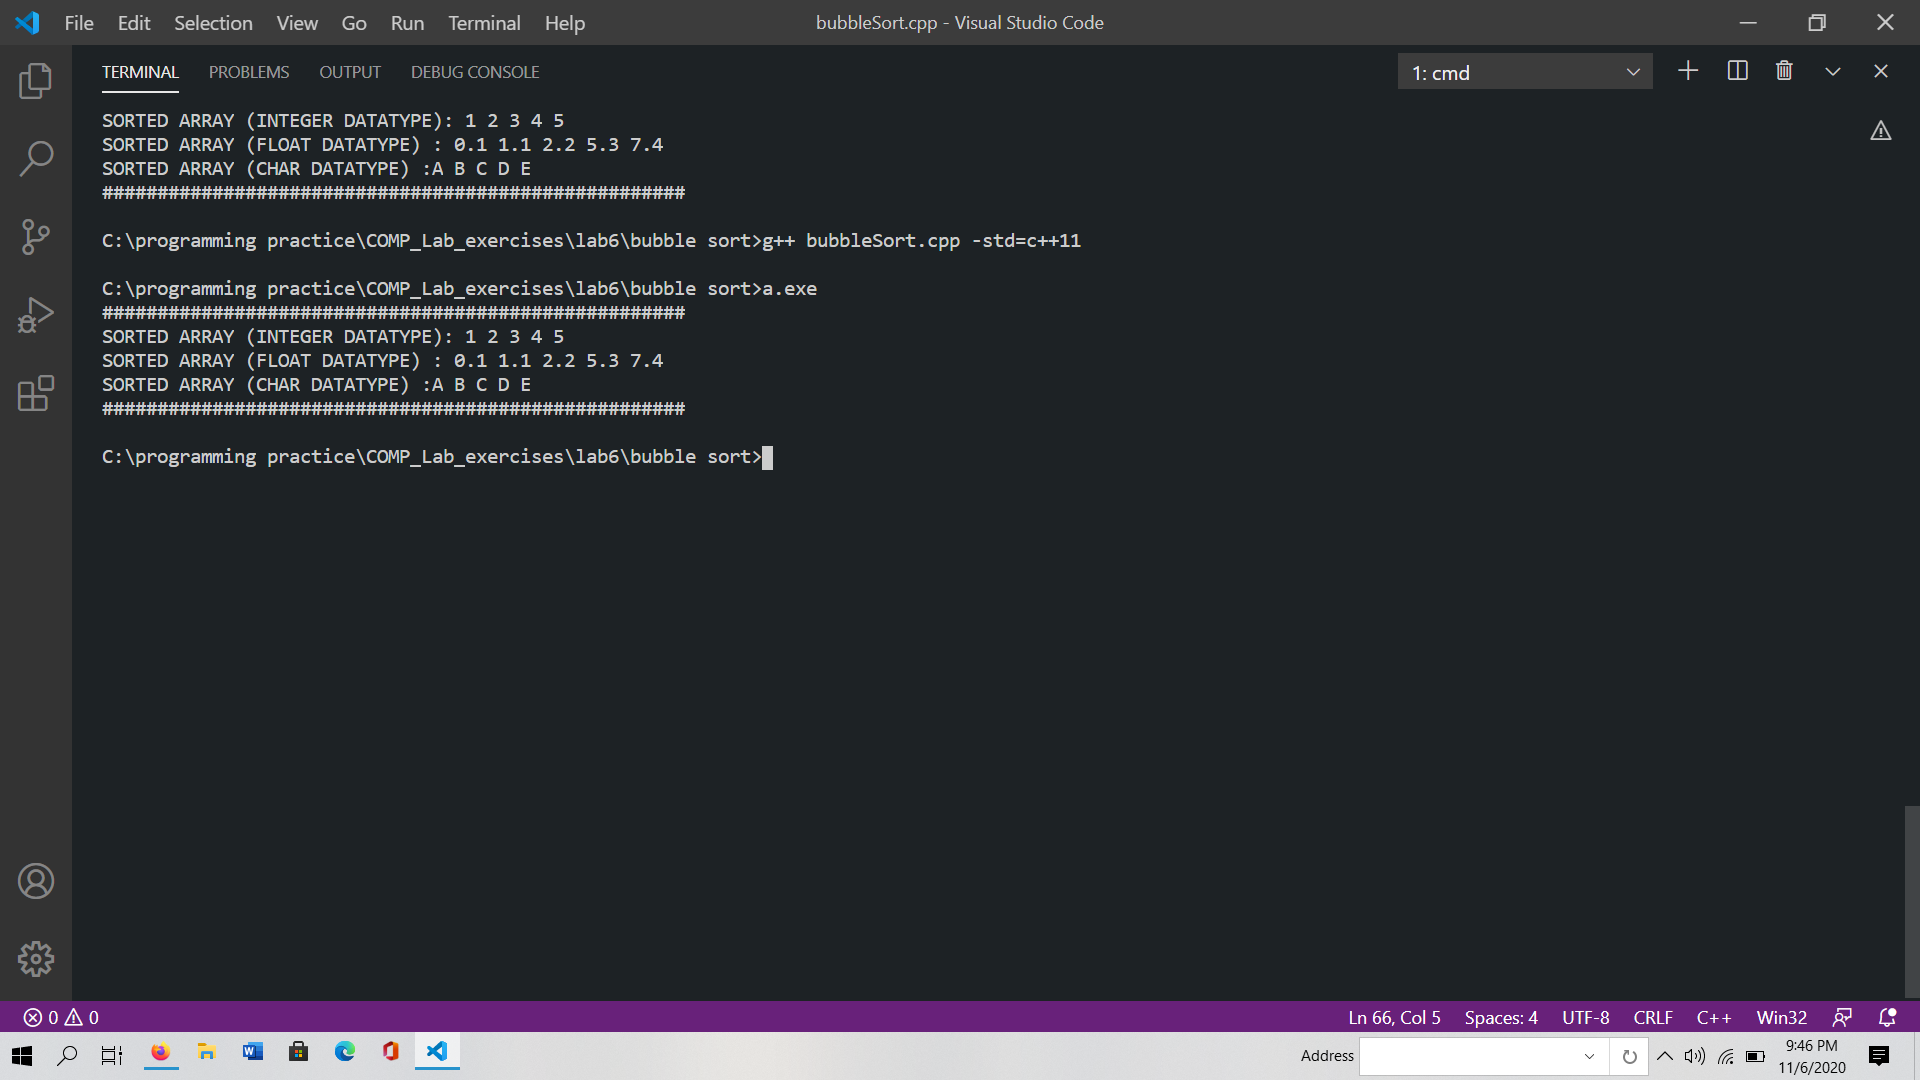 File Edit Selection View Go Run Terminal Help
bubbleSort.cpp - Visual Studio Code
TERMINAL PROBLEMS OUTPUT DEBUG CONSOLE
1: cmd
SORTED ARRAY (INTEGER DATATYPE): 1 2 3 4 5
SORTED ARRAY (FLOAT DATATYPE) : 0.1 1.1 2.2 5.3 7.4
SORTED ARRAY (CHAR DATATYPE) :A B C D E
#####################################################
C:\programming practice\COMP_Lab_exercises\lab6\bubble sort>g++ bubbleSort.cpp -std=c++11
C:\programming practice\COMP_Lab_exercises\lab6\bubble sort>a.exe
#####################################################
SORTED ARRAY (INTEGER DATATYPE): 1 2 3 4 5
SORTED ARRAY (FLOAT DATATYPE) : 0.1 1.1 2.2 5.3 7.4
SORTED ARRAY (CHAR DATATYPE) :A B C D E
#####################################################
C:\programming practice\COMP_Lab_exercises\lab6\bubble sort>
0 0
Ln 66, Col 5 Spaces: 4 UTF-8 CRLF C++ Win32
Address
9:46 PM
11/6/2020